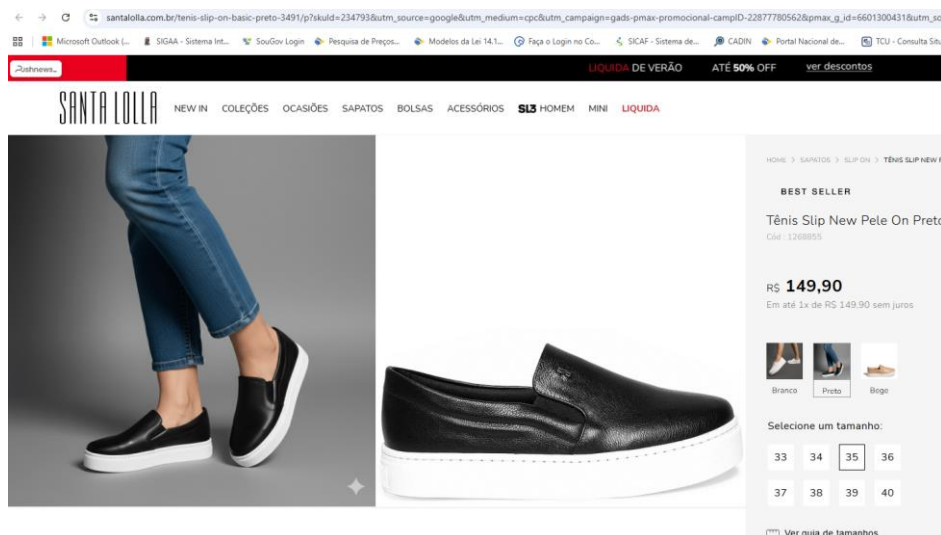 santalolla.com.br/tenis-slip-on-basic-preto-3491/p?skuId=234793&utm_source=google&utm_medium=cpc&utm_campaign=gads-pmax-promocional-campID-22877780562&pmax_g_id=6601300431&utm_so
Microsoft Outlook (... SIGAA - Sistema Int... SouGov Login Pesquisa de Preços... Modelos da Lei 14.1... Faça o Login no Co... SICAF - Sistema de... CADIN Portal Nacional de... TCU - Consulta Situ
Pushnews_ LIQUIDA DE VERÃO ATÉ 50% OFF ver descontos
SANTA LOLLA NEW IN COLEÇÕES OCASIÕES SAPATOS BOLSAS ACESSÓRIOS SL3 HOMEM MINI LIQUIDA
HOME > SAPATOS > SLIP ON > TÊNIS SLIP NEW P
BEST SELLER
Tênis Slip New Pele On Preto
Cód : 1268855
R$ 149,90
Em até 1x de R$ 149,90 sem juros
Branco Preto Bege
Selecione um tamanho:
33 34 35 36
37 38 39 40
Ver guia de tamanhos